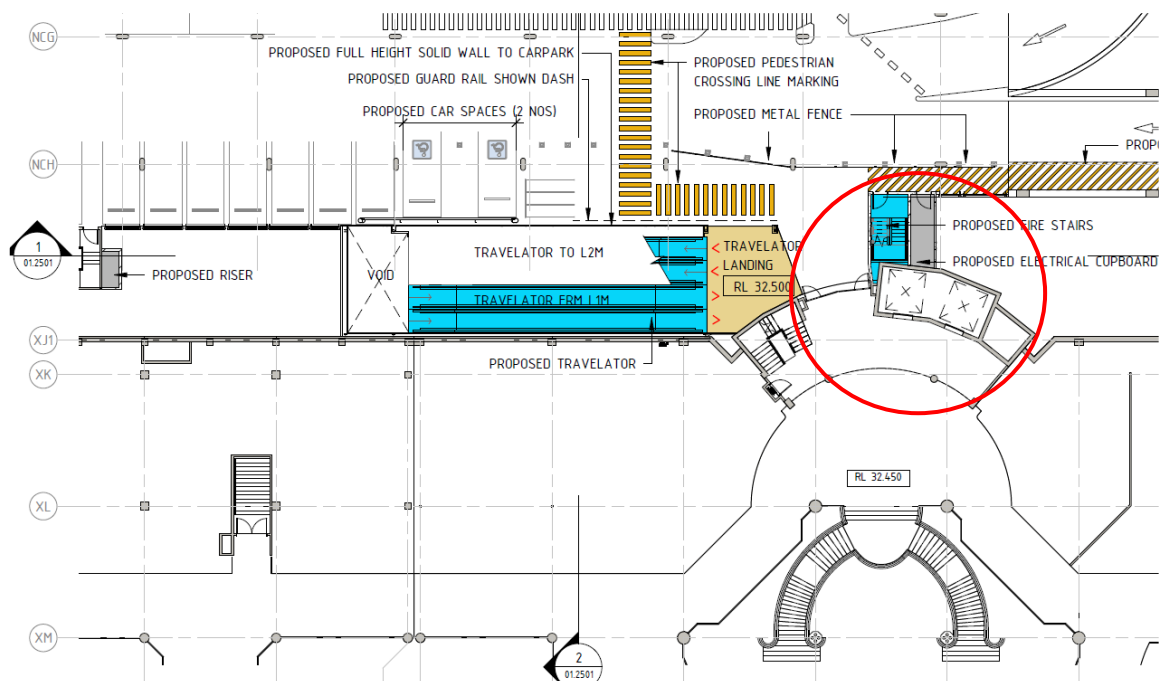 NCG
PROPOSED FULL HEIGHT SOLID WALL TO CARPARK
PROPOSED GUARD RAIL SHOWN DASH
PROPOSED CAR SPACES (2 NOS)
PROPOSED PEDESTRIAN
CROSSING LINE MARKING
PROPOSED METAL FENCE
NCH
1
01.2501
PROPOSED RISER
VOID
TRAVELATOR TO L2M
TRAVELATOR FRM L1M
TRAVELATOR
LANDING
RL 32.500
PROPOSED FIRE STAIRS
PROPOSED ELECTRICAL CUPBOARD
XJ1
PROPOSED TRAVELATOR
XK
RL 32.450
XL
XM
2
01.2501